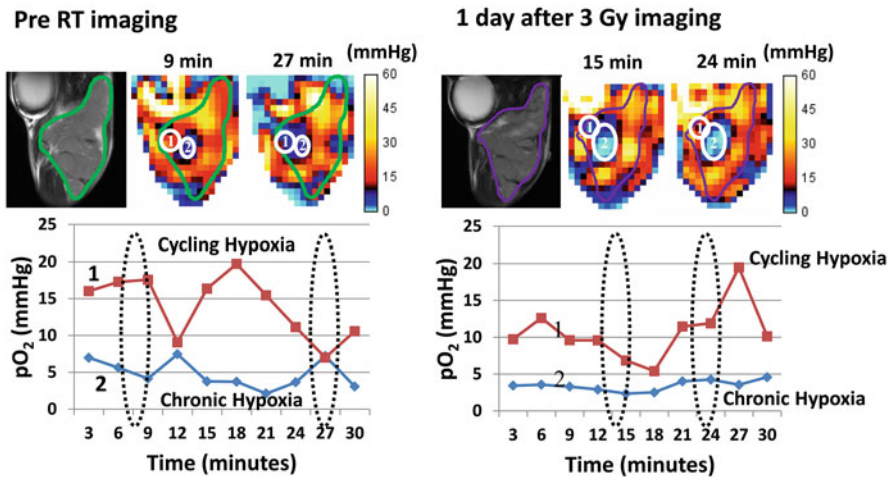 Pre RT imaging
9 min 27 min (mmHg)
60
45
30
15
0
1 2
1 2
25
20
15
10
5
0
pO2 (mmHg)
Cycling Hypoxia
1
2
Chronic Hypoxia
3 6 9 12 15 18 21 24 27 30
Time (minutes)
1 day after 3 Gy imaging
15 min 24 min (mmHg)
60
45
30
15
0
1
2
1
2
25
20
15
10
5
0
pO₂ (mmHg)
Cycling Hypoxia
1
2
Chronic Hypoxia
3 6 9 12 15 18 21 24 27 30
Time (minutes)